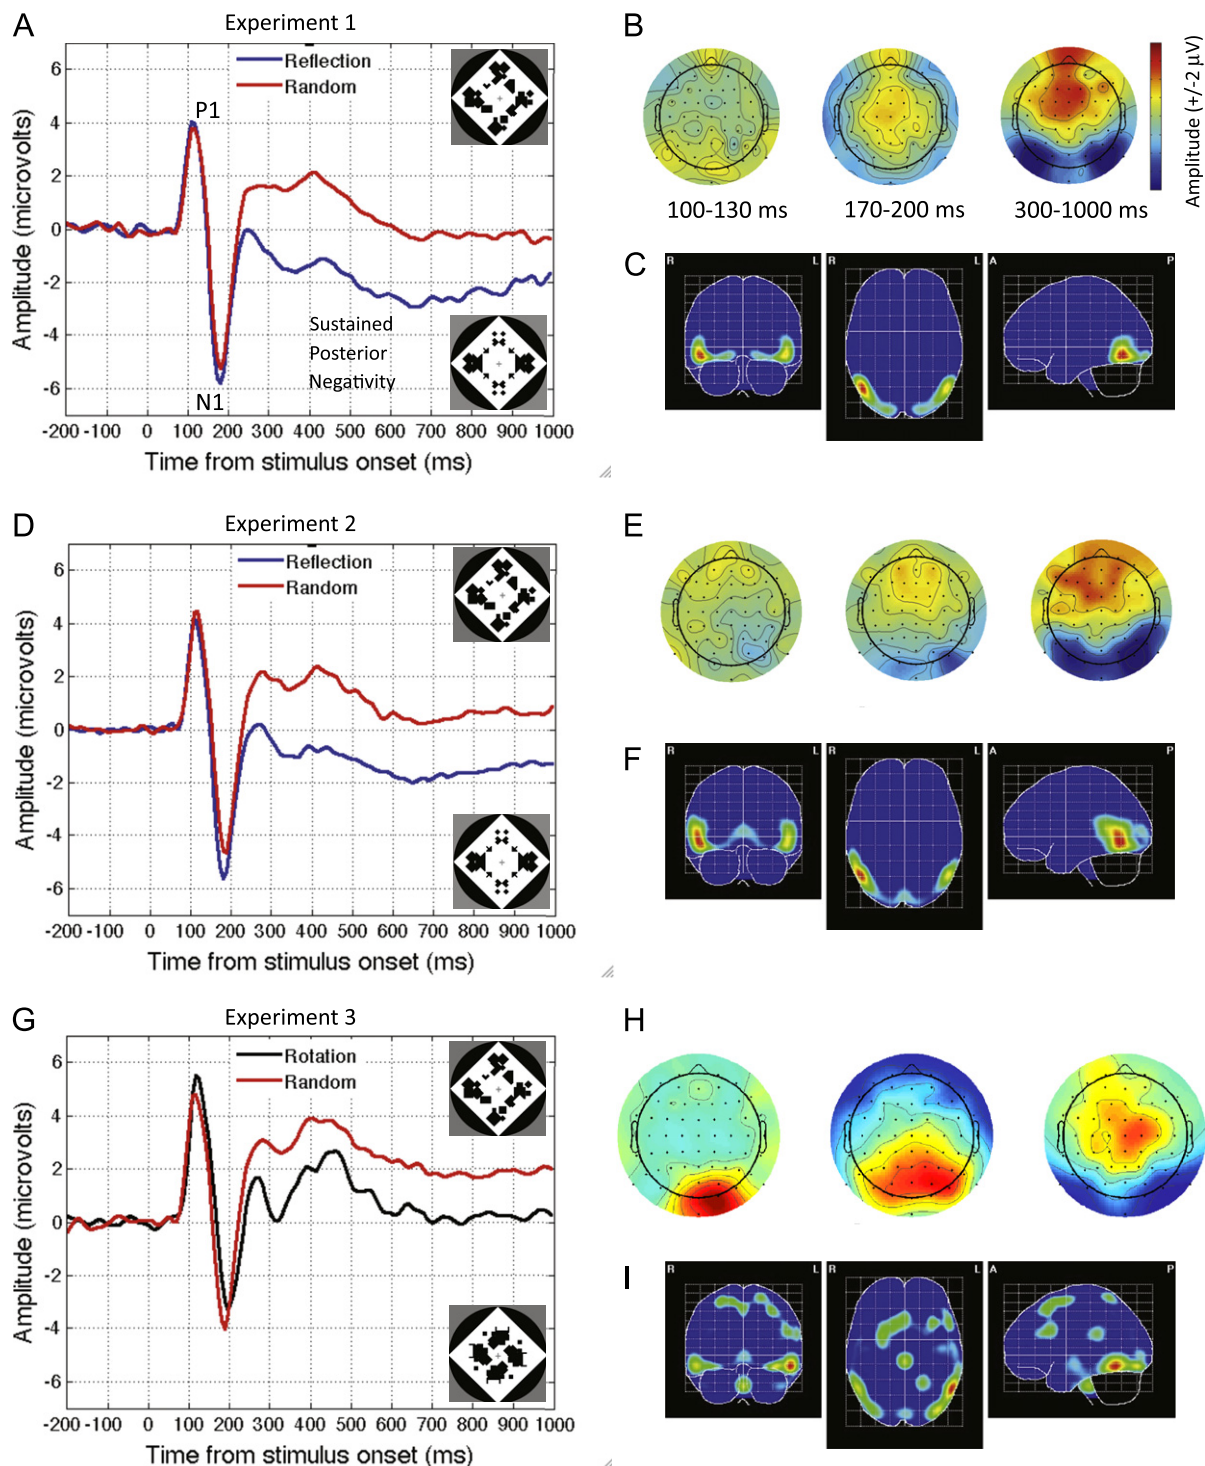 A
Experiment 1
Amplitude (microvolts)
6
4
2
0
-2
-4
-6
Reflection
Random
P1
N1
Sustained
Posterior
Negativity
-200 -100 0 100 200 300 400 500 600 700 800 900 1000
Time from stimulus onset (ms)
B
100-130 ms
170-200 ms
300-1000 ms
Amplitude (+/-2 µV)
C
R L R L A P
D
Experiment 2
Amplitude (microvolts)
6
4
2
0
-2
-4
-6
Reflection
Random
-200 -100 0 100 200 300 400 500 600 700 800 900 1000
Time from stimulus onset (ms)
E
F
R L R L A P
G
Experiment 3
Amplitude (microvolts)
6
4
2
0
-2
-4
-6
Rotation
Random
-200 -100 0 100 200 300 400 500 600 700 800 900 1000
Time from stimulus onset (ms)
H
I
R L R L A P